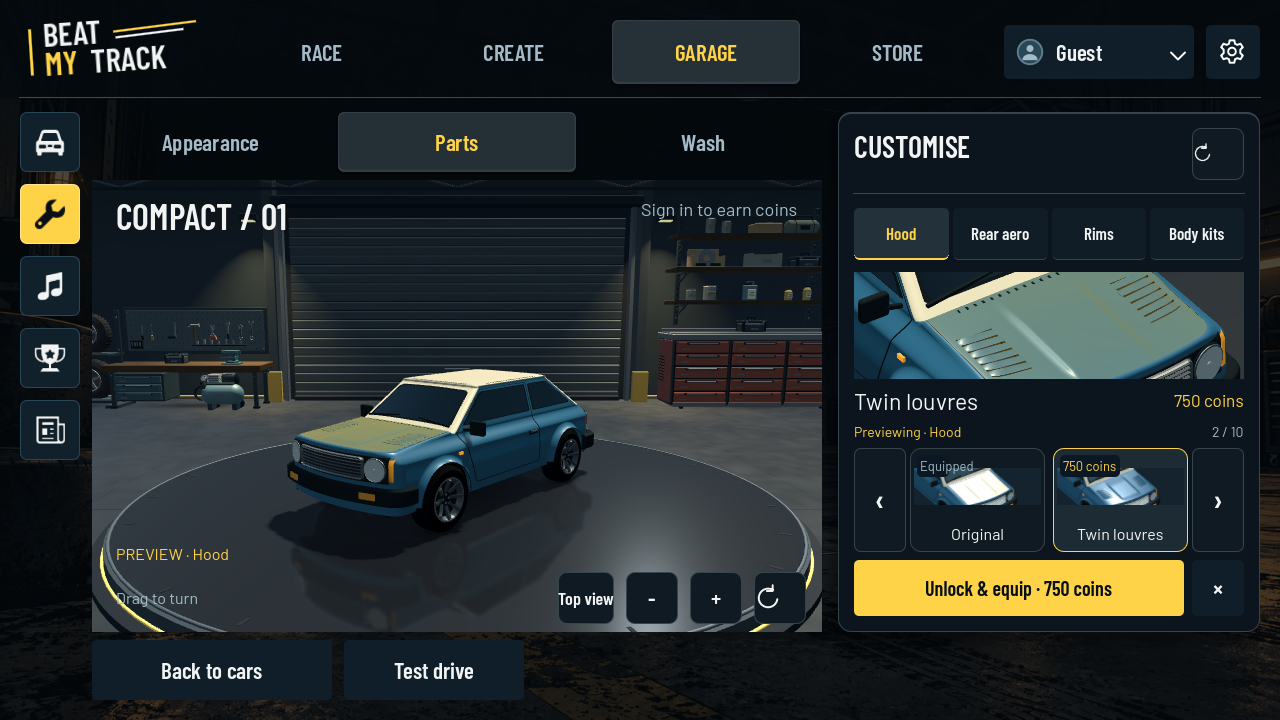 BEAT
MY TRACK
RACE
CREATE
GARAGE
STORE
Guest
Appearance
Parts
Wash
COMPACT / 01
Sign in to earn coins
PREVIEW · Hood
Drag to turn
Top view
-
+
Back to cars
Test drive
CUSTOMISE
Hood
Rear aero
Rims
Body kits
Twin louvres
750 coins
Previewing · Hood
2 / 10
‹
Equipped
Original
750 coins
Twin louvres
›
Unlock & equip · 750 coins
×